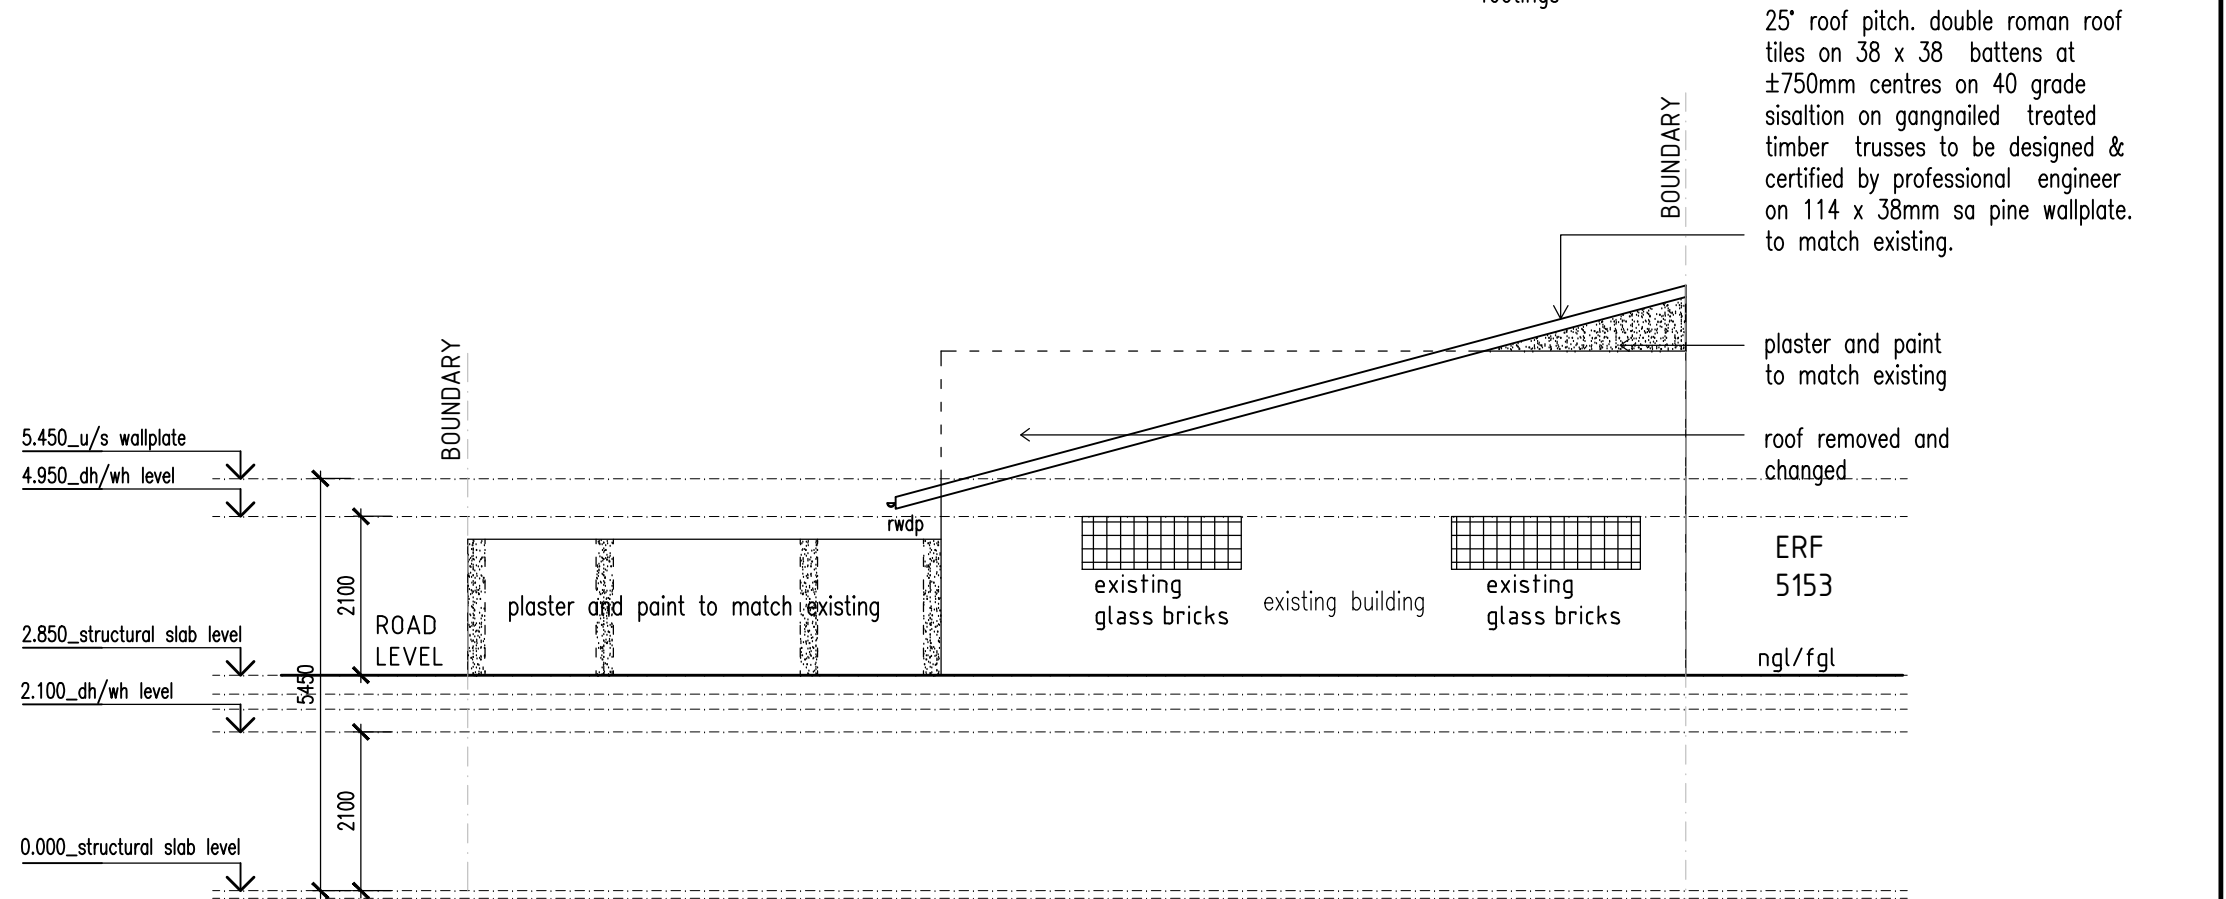 25° roof pitch. double roman roof
tiles on 38 x 38 battens at
±750mm centres on 40 grade
sisaltion on gangnailed treated
timber trusses to be designed &
certified by professional engineer
on 114 x 38mm sa pine wallplate.
to match existing.
BOUNDARY
plaster and paint
to match existing
roof removed and
changed
BOUNDARY
5.450_u/s wallplate
4.950_dh/wh level
rwdp
2100
ROAD
LEVEL
plaster and paint to match existing
existing
glass bricks
existing building
existing
glass bricks
ERF
5153
ngl/fgl
2.850_structural slab level
5450
2.100_dh/wh level
2100
0.000_structural slab level